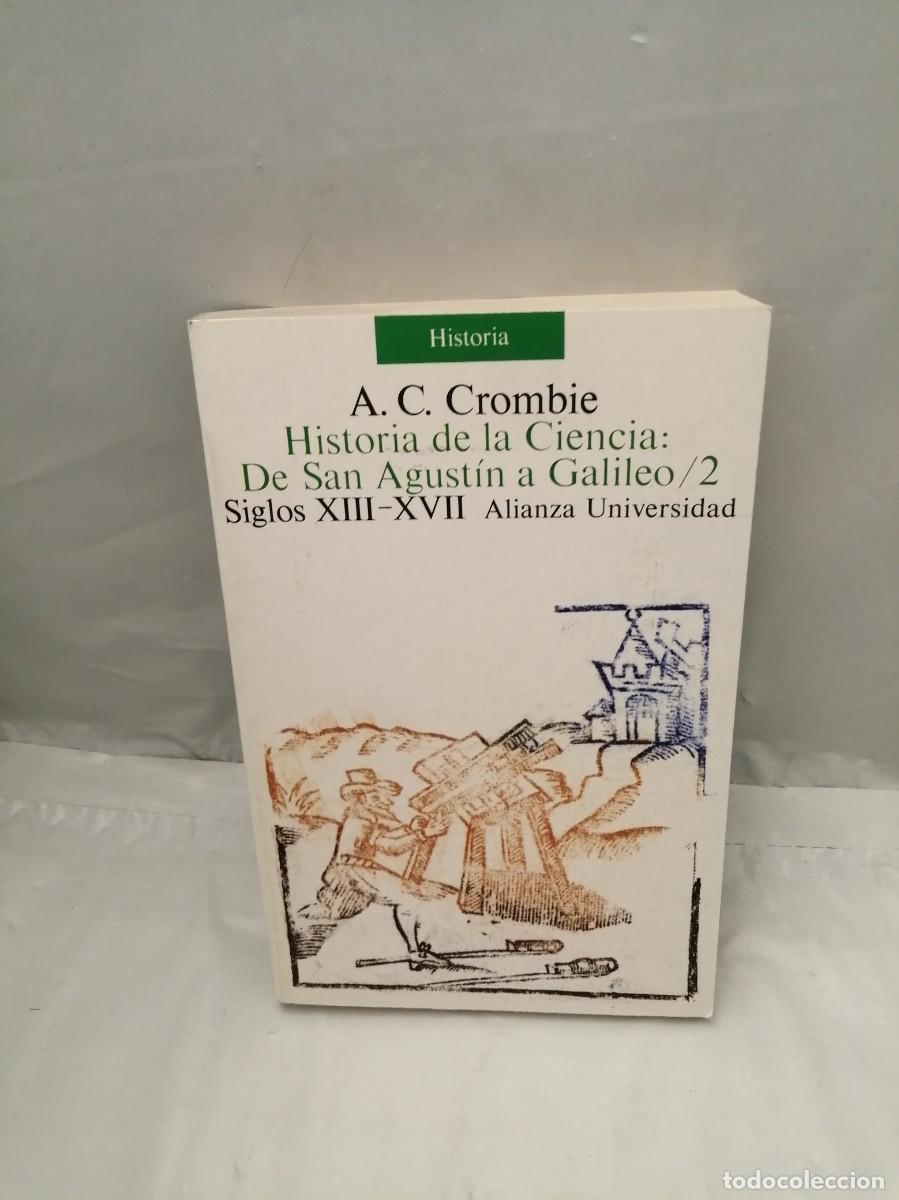 Historia
A. C. Crombie
Historia de la Ciencia:
De San Agustín a Galileo/2
Siglos XIII-XVII Alianza Universidad
todocoleccion